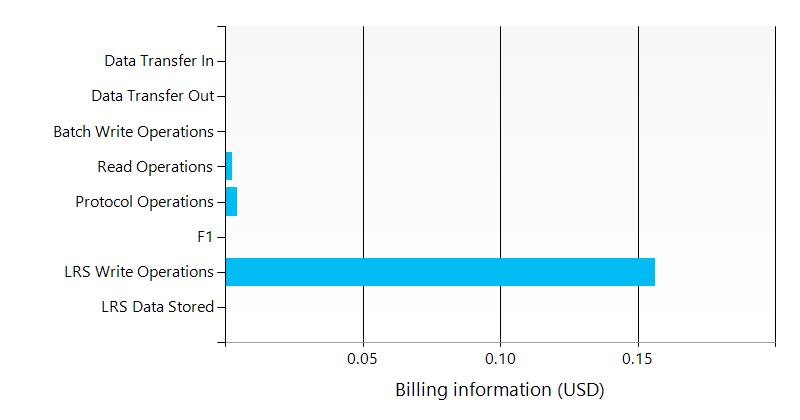 Data Transfer In
Data Transfer Out
Batch Write Operations
Read Operations
Protocol Operations
F1
LRS Write Operations
LRS Data Stored
0.05 0.10 0.15
Billing information (USD)